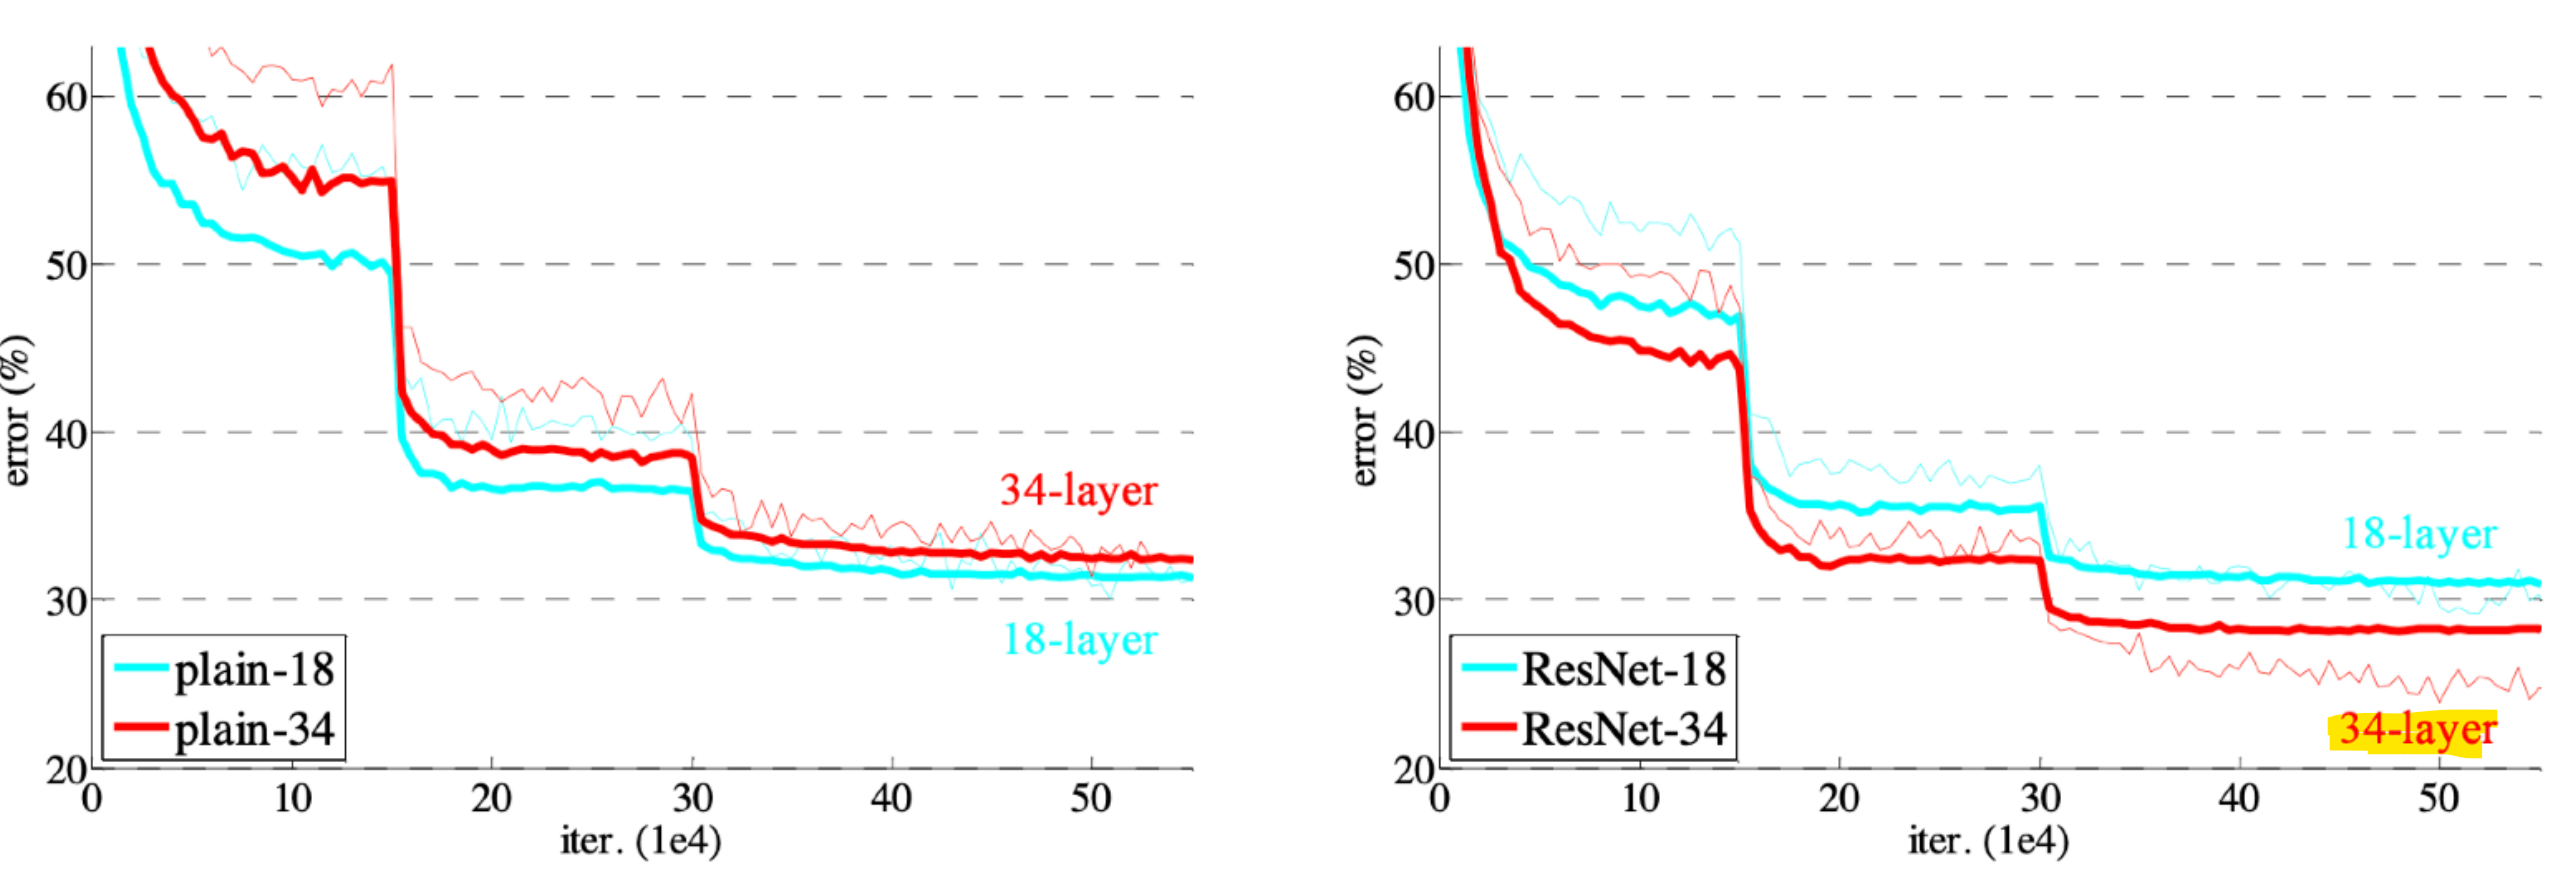 60
50
40
30
20
error (%)
34-layer
18-layer
plain-18
plain-34
0 10 20 30 40 50
iter. (1e4)
60
50
40
30
20
error (%)
18-layer
34-layer
ResNet-18
ResNet-34
0 10 20 30 40 50
iter. (1e4)